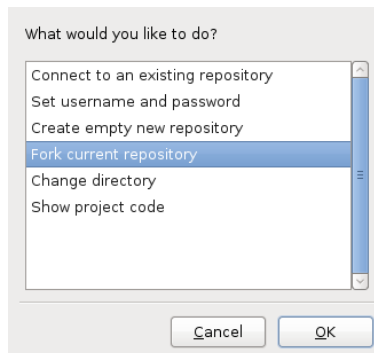 What would you like to do?
Connect to an existing repository
Set username and password
Create empty new repository
Fork current repository
Change directory
Show project code
Cancel
OK